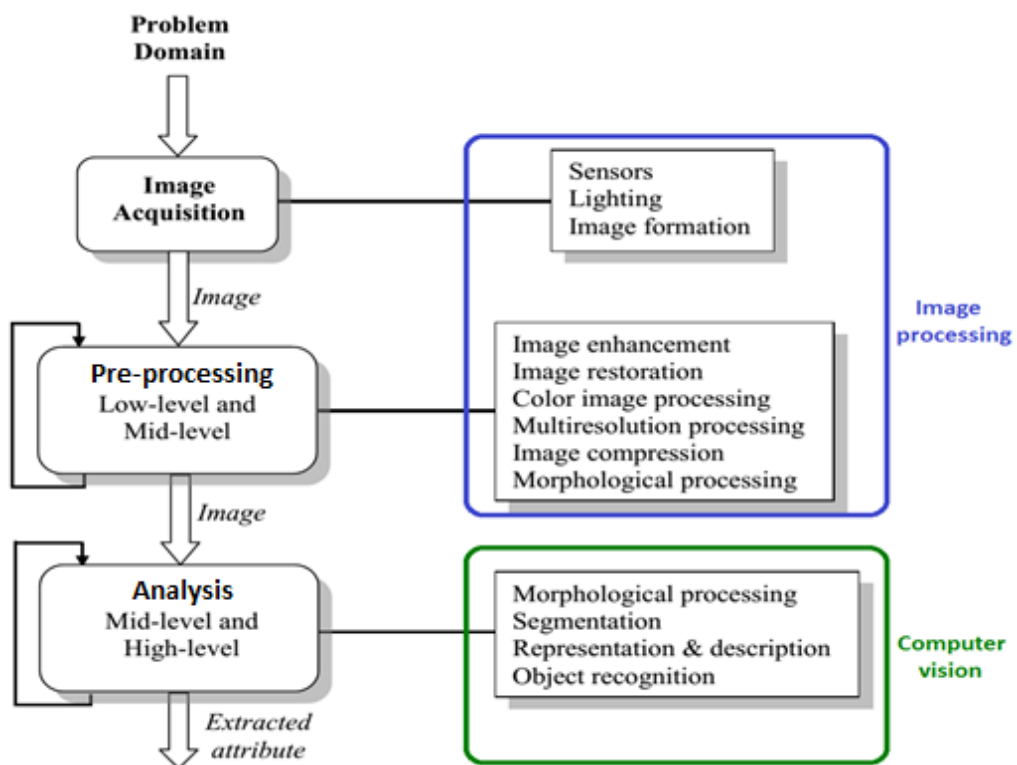 Problem
Domain
Image
Acquisition
Sensors
Lighting
Image formation
Image
Image
processing
Pre-processing
Low-level and
Mid-level
Image enhancement
Image restoration
Color image processing
Multiresolution processing
Image compression
Morphological processing
Image
Analysis
Mid-level and
High-level
Morphological processing
Segmentation
Representation & description
Object recognition
Computer
vision
Extracted
attribute